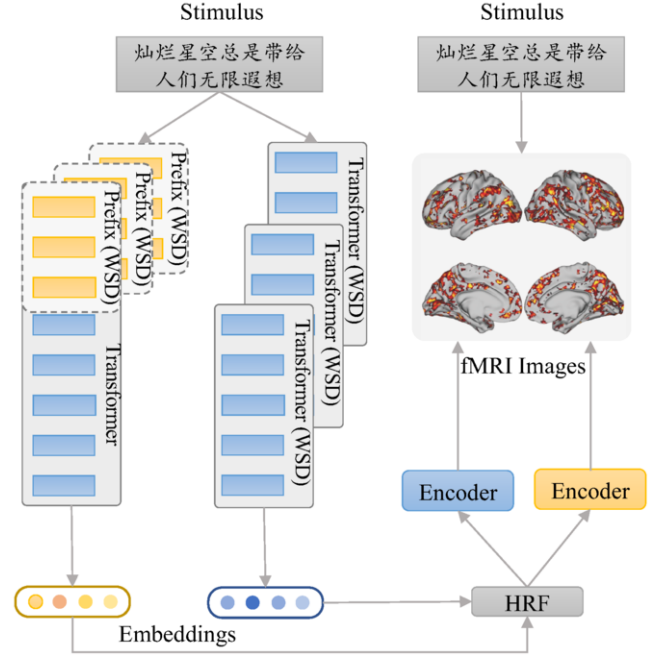 Stimulus
灿烂星空总是带给
人们无限遐想
Stimulus
灿烂星空总是带给
人们无限遐想
Prefix (WSD)
Prefix (WSD)
Prefix (WSD)
Transformer
Transformer (WSD)
Transformer (WSD)
Transformer (WSD)
fMRI Images
Encoder
Encoder
HRF
Embeddings